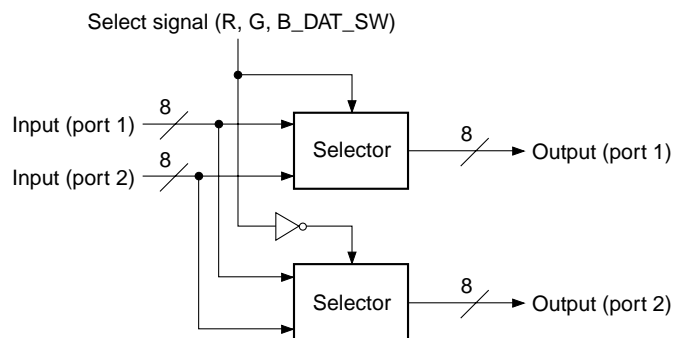 Select signal (R, G, B_DAT_SW)
8
Input (port 1)
Selector
8
Output (port 1)
8
Input (port 2)
Selector
8
Output (port 2)